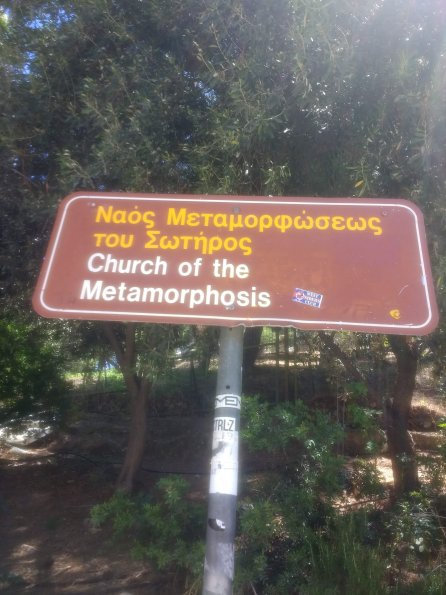 Ναός Μεταμορφώσεως
του Σωτήρος
Church of the
Metamorphosis